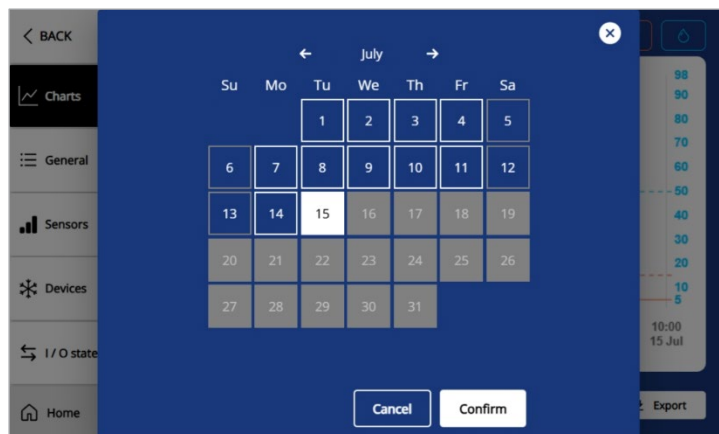 BACK
Charts
General
Sensors
Devices
I / O state
Home
← July →
Su Mo Tu We Th Fr Sa
1 2 3 4 5
6 7 8 9 10 11 12
13 14 15 16 17 18 19
20 21 22 23 24 25 26
27 28 29 30 31
Cancel Confirm
98
90
80
70
60
50
40
30
20
10
5
10:00
15 Jul
Export